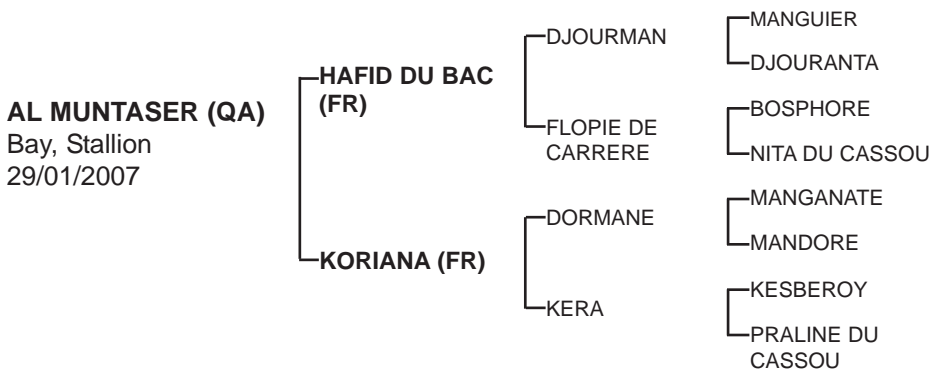 AL MUNTASER (QA)
Bay, Stallion
29/01/2007
HAFID DU BAC
(FR)
KORIANA (FR)
DJOURMAN
FLOPIE DE
CARRERE
DORMANE
KERA
MANGUIER
DJOURANTA
BOSPHORE
NITA DU CASSOU
MANGANATE
MANDORE
KESBEROY
PRALINE DU
CASSOU